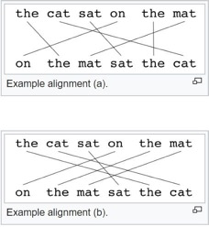 the cat sat on the mat
on the mat sat the cat
Example alignment (a).
the cat sat on the mat
on the mat sat the cat
Example alignment (b).